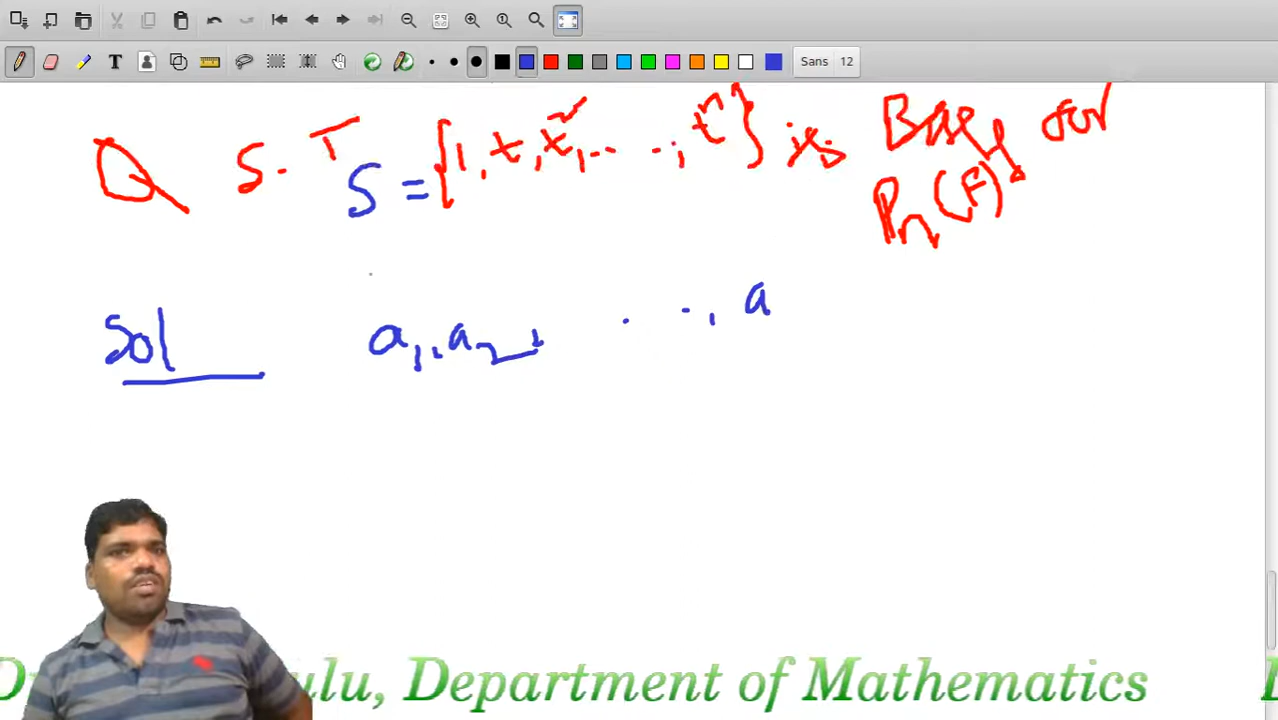 Sans 12
Q S.T S = {1, t, t², . . . , tⁿ} is Basis for
Pn(F).
Sol a₁, a₂, . . . , a
ulu, Department of Mathematics